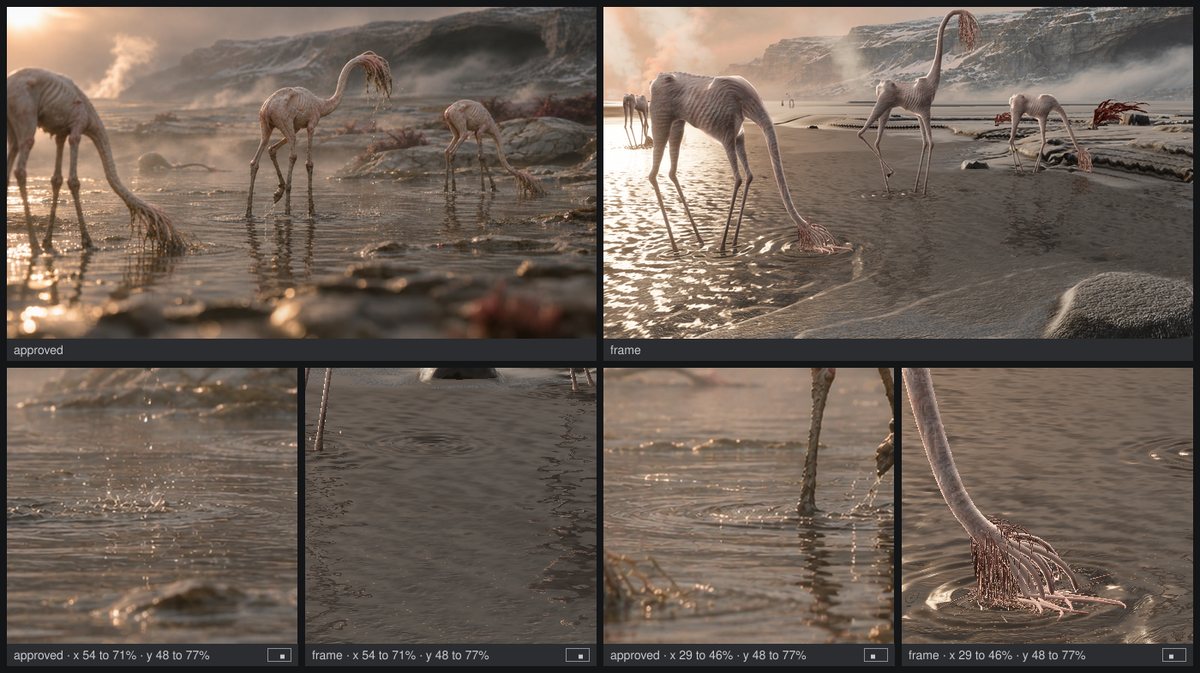 approved
frame
approved · x 54 to 71% · y 48 to 77%
frame · x 54 to 71% · y 48 to 77%
approved · x 29 to 46% · y 48 to 77%
frame · x 29 to 46% · y 48 to 77%